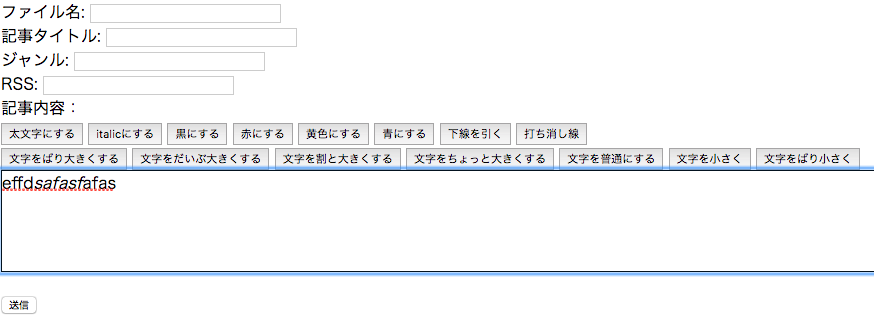 ファイル名:
記事タイトル:
ジャンル:
RSS:
記事内容：
太文字にする italicにする 黒にする 赤にする 黄色にする 青にする 下線を引く 打ち消し線
文字をばり大きくする 文字をだいぶ大きくする 文字を割と大きくする 文字をちょっと大きくする 文字を普通にする 文字を小さく 文字をばり小さく
effdsafasfafas
送信